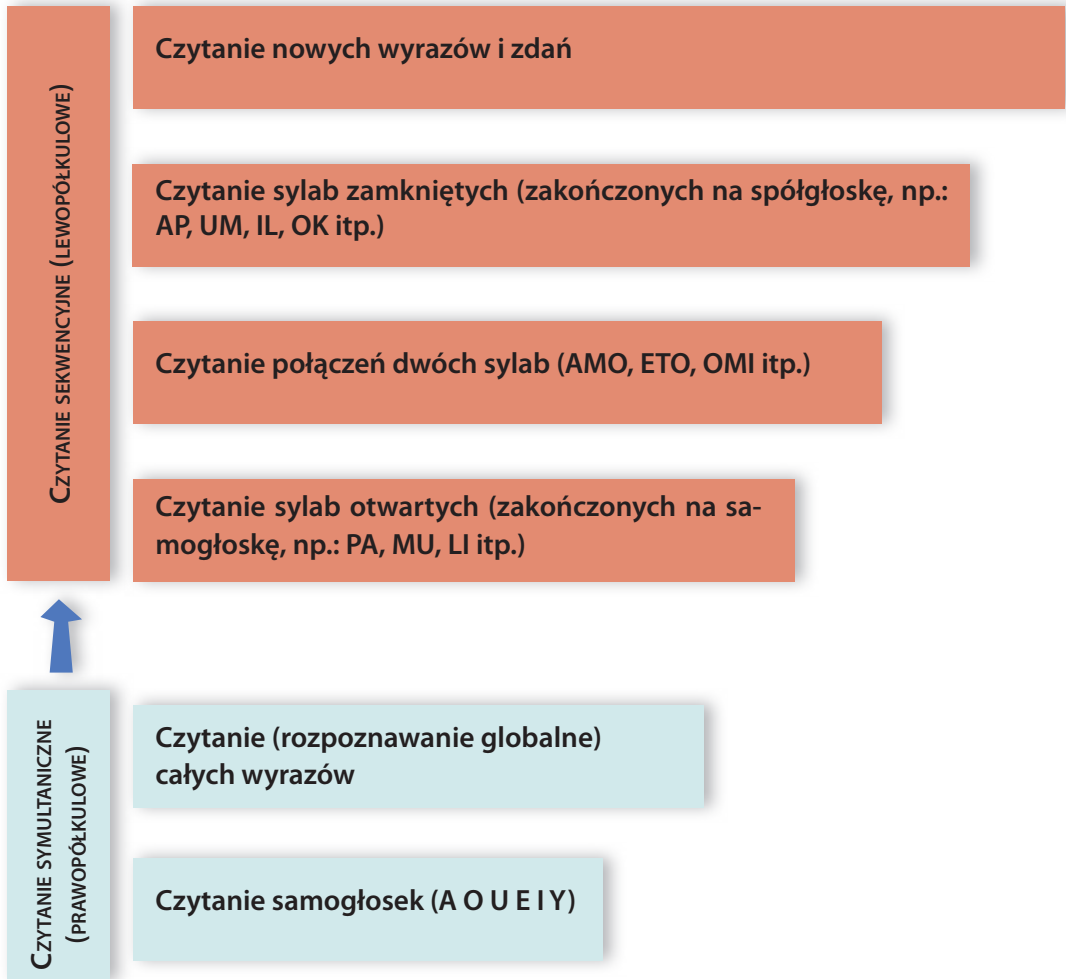 CZYTANIE SEKWENCYJNE (LEWOPÓŁKULOWE)
Czytanie nowych wyrazów i zdań
Czytanie sylab zamkniętych (zakończonych na spółgłoskę, np.:
AP, UM, IL, OK itp.)
Czytanie połączeń dwóch sylab (AMO, ETO, OMI itp.)
Czytanie sylab otwartych (zakończonych na sa-
mogłoskę, np.: PA, MU, LI itp.)
CZYTANIE SYMULTANICZNE
(PRAWOPÓŁKULOWE)
Czytanie (rozpoznawanie globalne)
całych wyrazów
Czytanie samogłosek (A O U E I Y)